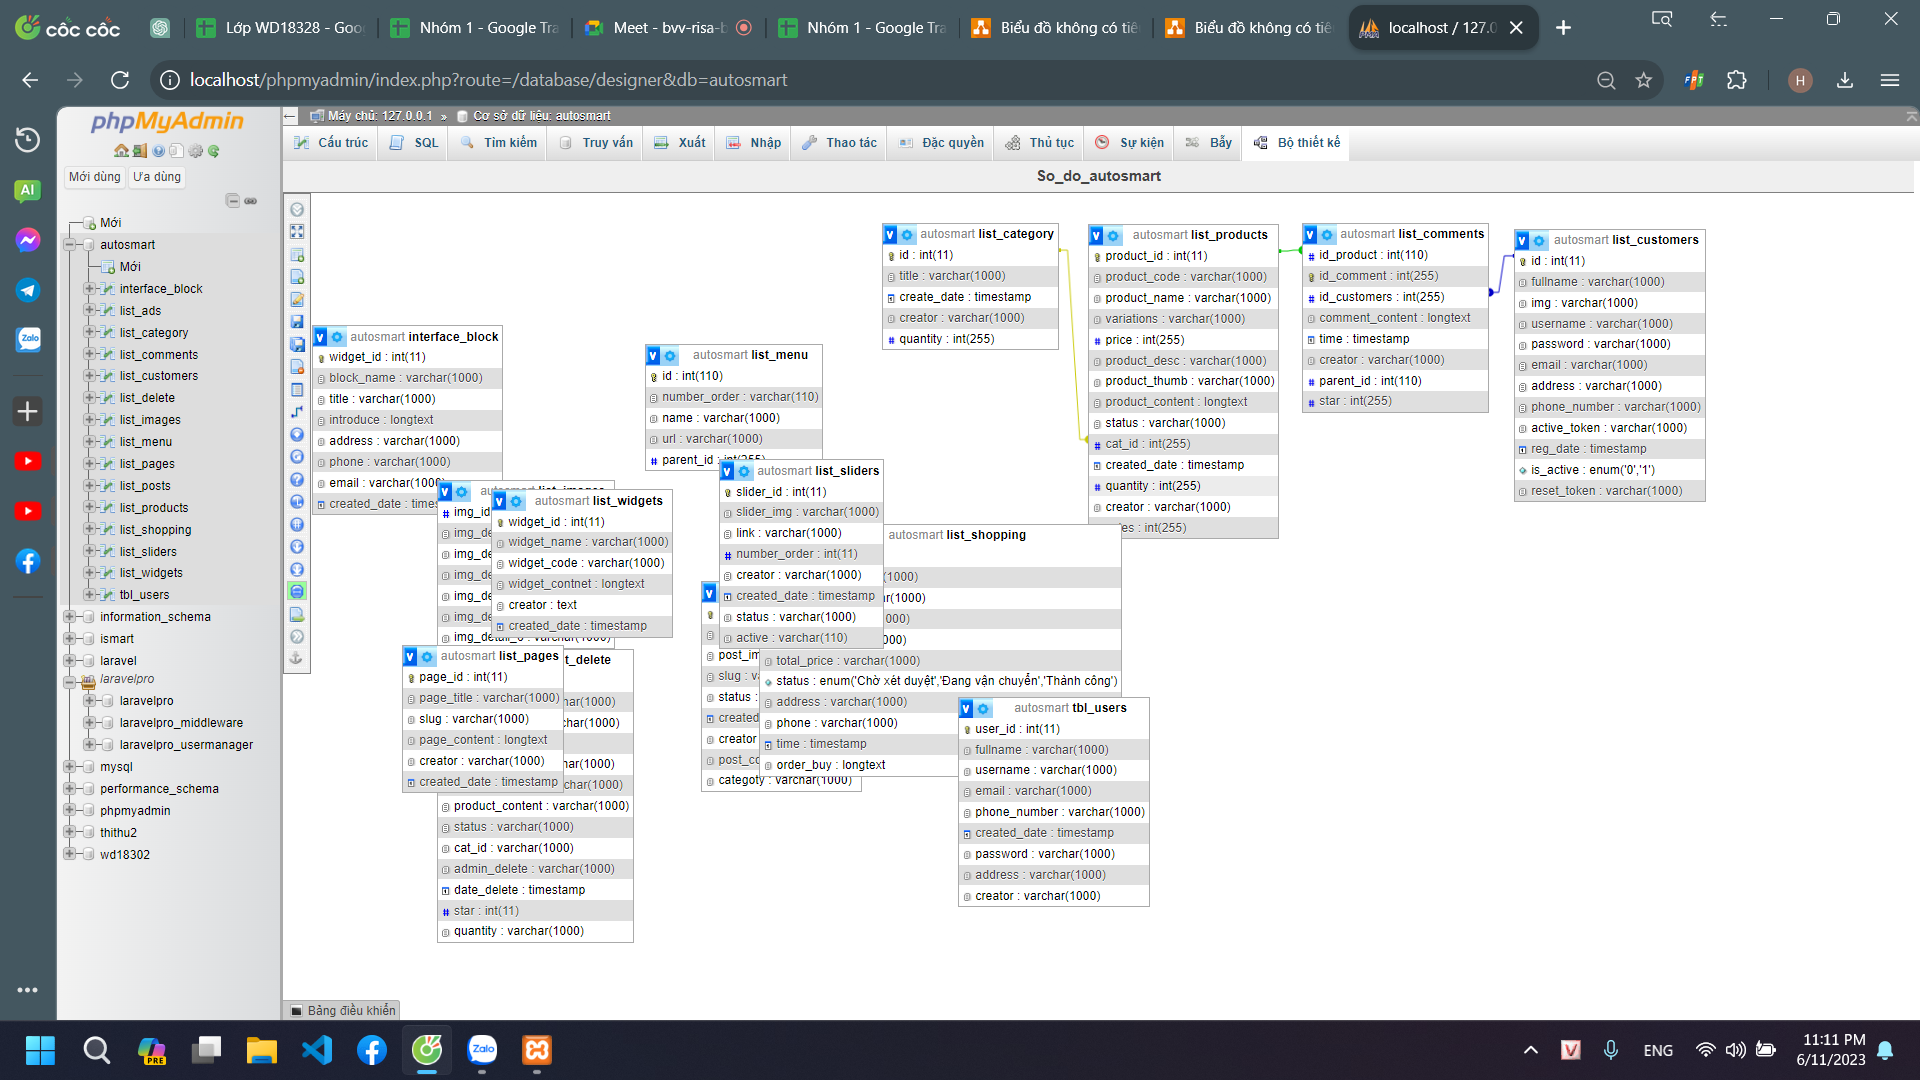 cốc cốc
Lớp WD18328 - Goo
Nhóm 1 - Google Tra
Meet - bvv-risa-b
Nhóm 1 - Google Tra
Biểu đồ không có tiê
Biểu đồ không có tiê
localhost / 127.0
localhost/phpmyadmin/index.php?route=/database/designer&db=autosmart
H
phpMyAdmin
Mới dùng
Ưa dùng
Mới
autosmart
Mới
interface_block
list_ads
list_category
list_comments
list_customers
list_delete
list_images
list_menu
list_pages
list_posts
list_products
list_shopping
list_sliders
list_widgets
tbl_users
information_schema
ismart
laravel
laravelpro
laravelpro
laravelpro_middleware
laravelpro_usermanager
mysql
performance_schema
phpmyadmin
thithu2
wd18302
Máy chủ: 127.0.0.1 » Cơ sở dữ liệu: autosmart
Cấu trúc
SQL
Tìm kiếm
Truy vấn
Xuất
Nhập
Thao tác
Đặc quyền
Thủ tục
Sự kiện
Bẫy
Bộ thiết kế
So_do_autosmart
autosmart interface_block
widget_id : int(11)
block_name : varchar(1000)
title : varchar(1000)
introduce : longtext
address : varchar(1000)
phone : varchar(1000)
email : varchar(1000)
created_date : times
autosmart list_menu
id : int(110)
number_order : varchar(110)
name : varchar(1000)
url : varchar(1000)
parent_id : int(255)
autosmart list_category
id : int(11)
title : varchar(1000)
create_date : timestamp
creator : varchar(1000)
quantity : int(255)
autosmart list_products
product_id : int(11)
product_code : varchar(1000)
product_name : varchar(1000)
variations : varchar(1000)
price : int(255)
product_desc : varchar(1000)
product_thumb : varchar(1000)
product_content : longtext
status : varchar(1000)
cat_id : int(255)
created_date : timestamp
quantity : int(255)
creator : varchar(1000)
es : int(255)
autosmart list_comments
id_product : int(110)
id_comment : int(255)
id_customers : int(255)
comment_content : longtext
time : timestamp
creator : varchar(1000)
parent_id : int(110)
star : int(255)
autosmart list_customers
id : int(11)
fullname : varchar(1000)
img : varchar(1000)
username : varchar(1000)
password : varchar(1000)
email : varchar(1000)
address : varchar(1000)
phone_number : varchar(1000)
active_token : varchar(1000)
reg_date : timestamp
is_active : enum('0','1')
reset_token : varchar(1000)
img_id
img_de
img_de
img_de
img_de
img_de
img_detail_6 : varchar(1000)
autosmart list_widgets
widget_id : int(11)
widget_name : varchar(1000)
widget_code : varchar(1000)
widget_contnet : longtext
creator : text
created_date : timestamp
autosmart list_sliders
slider_id : int(11)
slider_img : varchar(1000)
link : varchar(1000)
number_order : int(11)
creator : varchar(1000)
created_date : timestamp
status : varchar(1000)
active : varchar(110)
autosmart list_shopping
(1000)
r(1000)
000)
00)
total_price : varchar(1000)
status : enum('Chờ xét duyệt','Đang vận chuyển','Thành công')
address : varchar(1000)
phone : varchar(1000)
time : timestamp
order_buy : longtext
post_im
slug : va
status :
created
creator
post_co
categoty : varchar(1000)
autosmart list_pages
page_id : int(11)
page_title : varchar(1000)
slug : varchar(1000)
page_content : longtext
creator : varchar(1000)
created_date : timestamp
t_delete
har(1000)
char(1000)
har(1000)
char(1000)
product_content : varchar(1000)
status : varchar(1000)
cat_id : varchar(1000)
admin_delete : varchar(1000)
date_delete : timestamp
star : int(11)
quantity : varchar(1000)
autosmart tbl_users
user_id : int(11)
fullname : varchar(1000)
username : varchar(1000)
email : varchar(1000)
phone_number : varchar(1000)
created_date : timestamp
password : varchar(1000)
address : varchar(1000)
creator : varchar(1000)
Bảng điều khiển
ENG
11:11 PM
6/11/2023